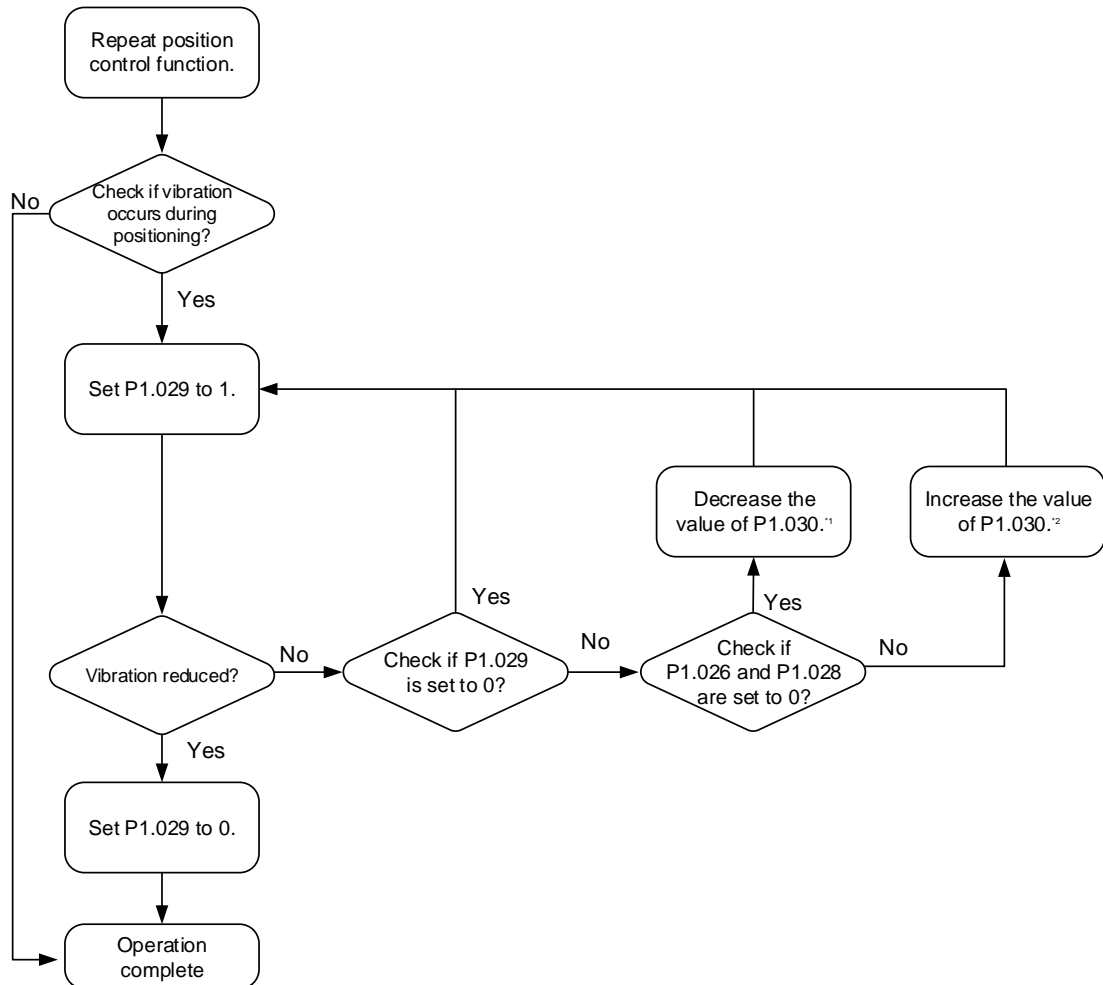 Repeat position
control function.
Check if vibration
occurs during
positioning?
No
Yes
Set P1.029 to 1.
Decrease the
value of P1.030.*1
Increase the value
of P1.030.*2
Vibration reduced?
No
Check if P1.029
is set to 0?
Yes
No
Check if
P1.026 and P1.028
are set to 0?
Yes
No
Yes
Set P1.029 to 0.
Operation
complete